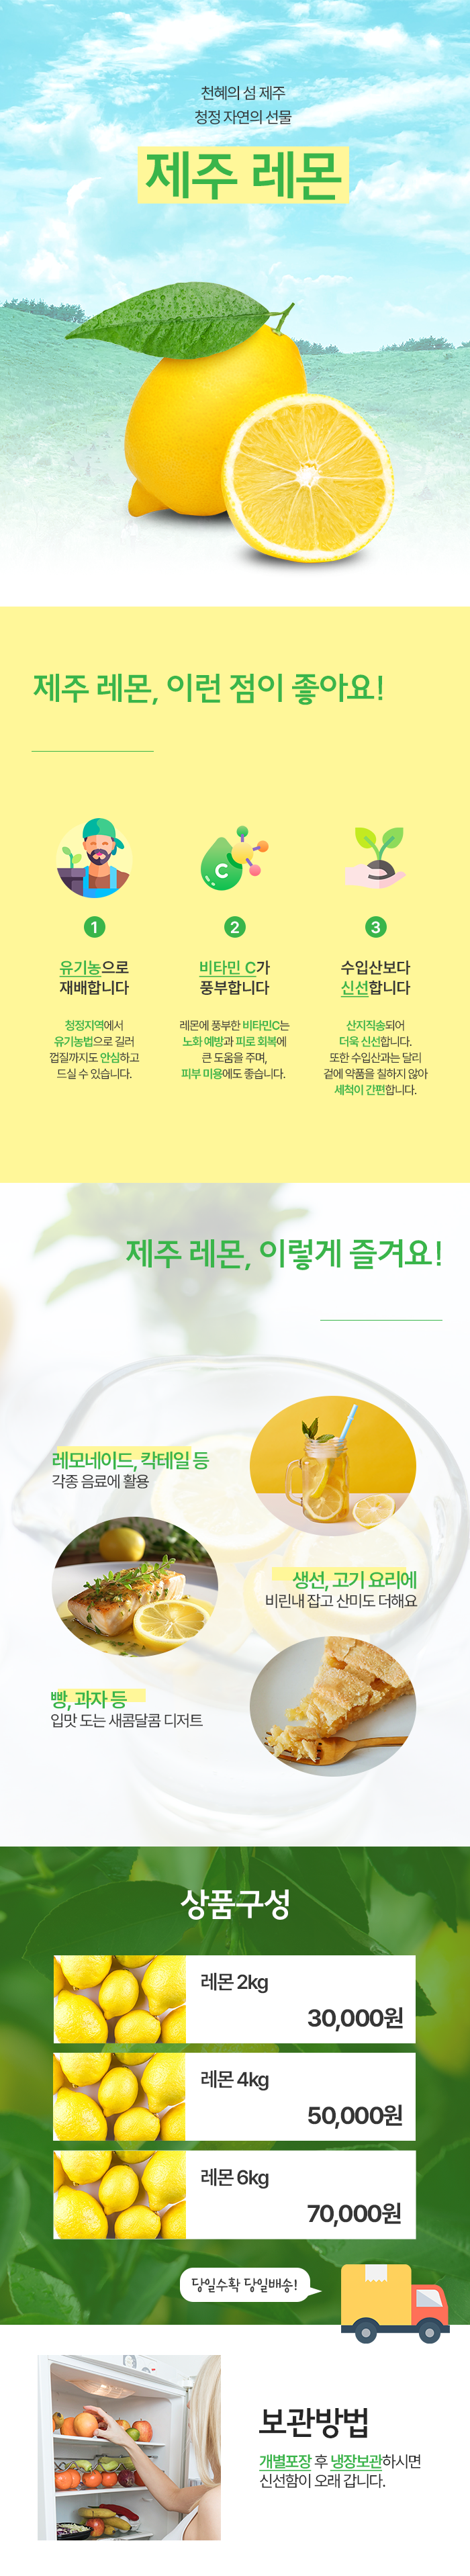 천혜의 섬 제주
청정 자연의 선물
제주 레몬
제주 레몬, 이런 점이 좋아요!
1
유기농으로
재배합니다
청정지역에서
유기농법으로 길러
껍질까지도 안심하고
드실 수 있습니다.
C
2
비타민 C가
풍부합니다
레몬에 풍부한 비타민C는
노화 예방과 피로 회복에
큰 도움을 주며,
피부 미용에도 좋습니다.
3
수입산보다
신선합니다
산지직송되어
더욱 신선합니다.
또한 수입산과는 달리
겉에 약품을 칠하지 않아
세척이 간편합니다.
제주 레몬, 이렇게 즐겨요!
레모네이드, 칵테일 등
각종 음료에 활용
생선, 고기 요리에
비린내 잡고 산미도 더해요
빵, 과자 등
입맛 도는 새콤달콤 디저트
상품구성
레몬 2kg
30,000원
레몬 4kg
50,000원
레몬 6kg
70,000원
당일수확 당일배송!
보관방법
개별포장 후 냉장보관하시면
신선함이 오래 갑니다.